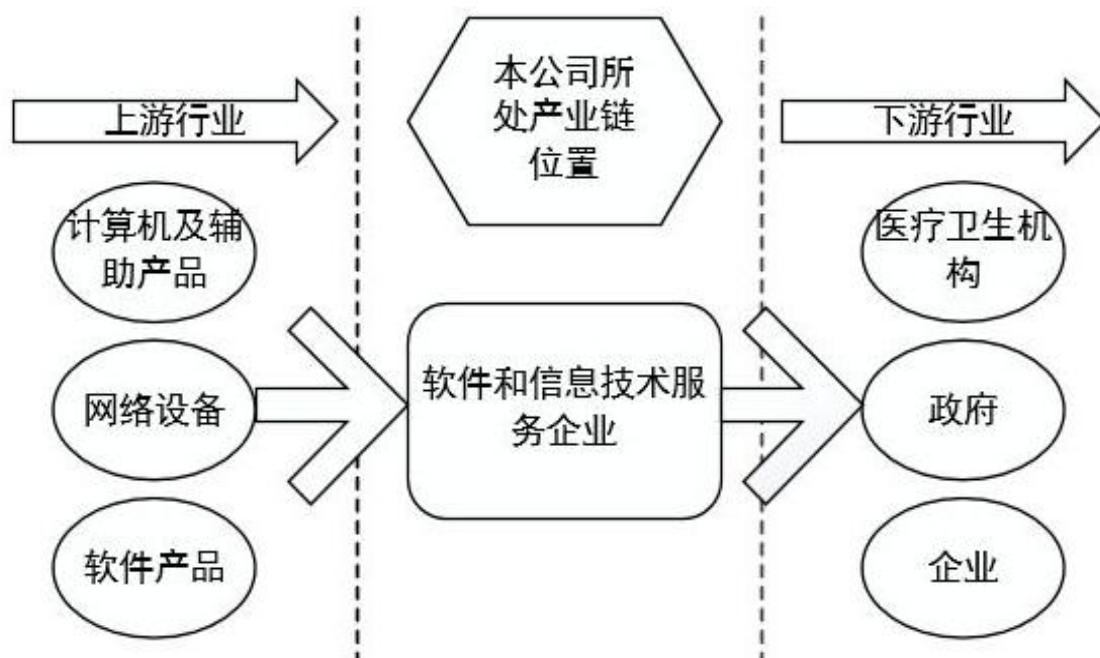 上游行业
本公司所
处产业链
位置
下游行业
计算机及辅
助产品
医疗卫生机
构
网络设备
软件和信息技术服
务企业
政府
软件产品
企业